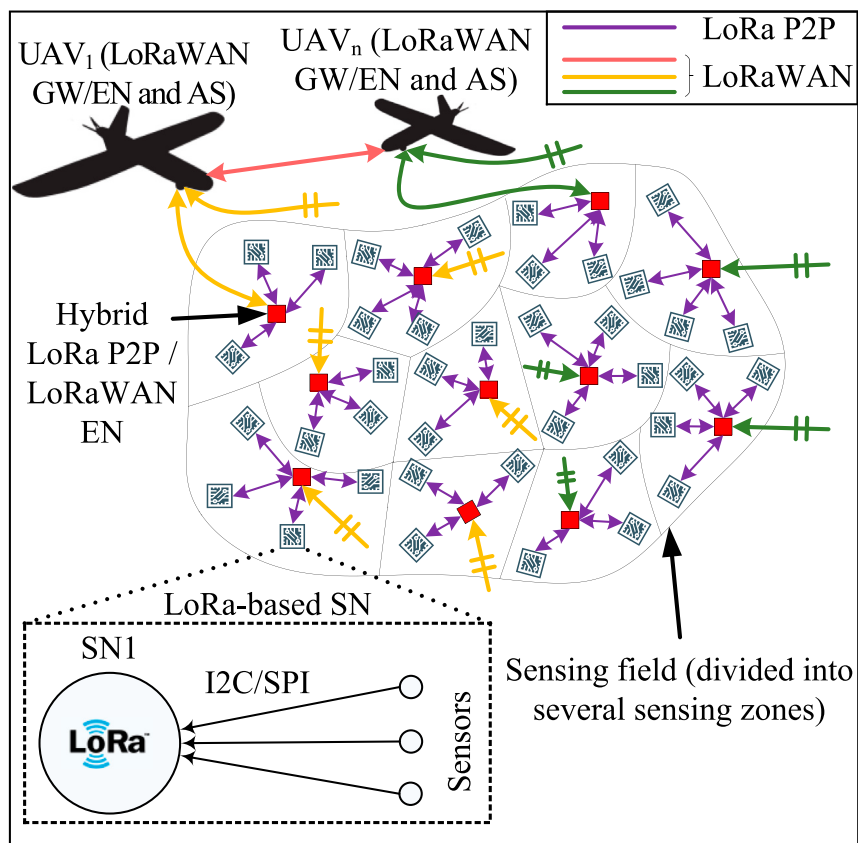 UAV₁ (LoRaWAN
GW/EN and AS)
UAVₙ (LoRaWAN
GW/EN and AS)
LoRa P2P
LoRaWAN
Hybrid
LoRa P2P /
LoRaWAN
EN
LoRa-based SN
SN1
I2C/SPI
LoRa™
Sensors
Sensing field (divided into
several sensing zones)